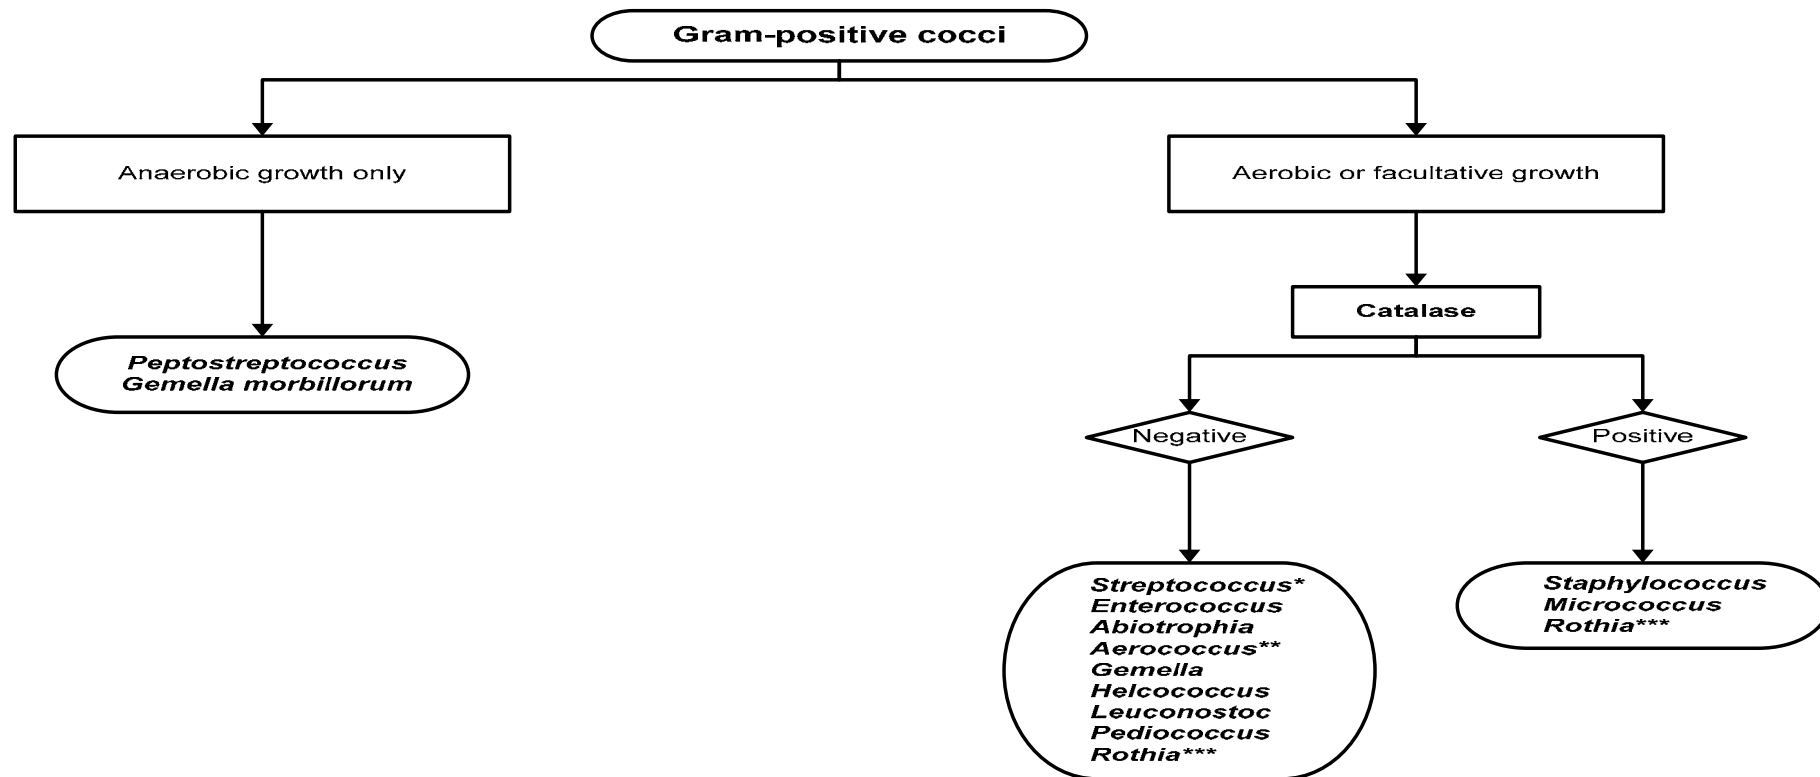 Gram-positive cocci
Anaerobic growth only
Aerobic or facultative growth
Catalase
Peptostreptococcus
Gemella morbillorum
Negative
Positive
Streptococcus*
Enterococcus
Abiotrophia
Aerococcus**
Gemella
Helcococcus
Leuconostoc
Pediococcus
Rothia***
Staphylococcus
Micrococcus
Rothia***